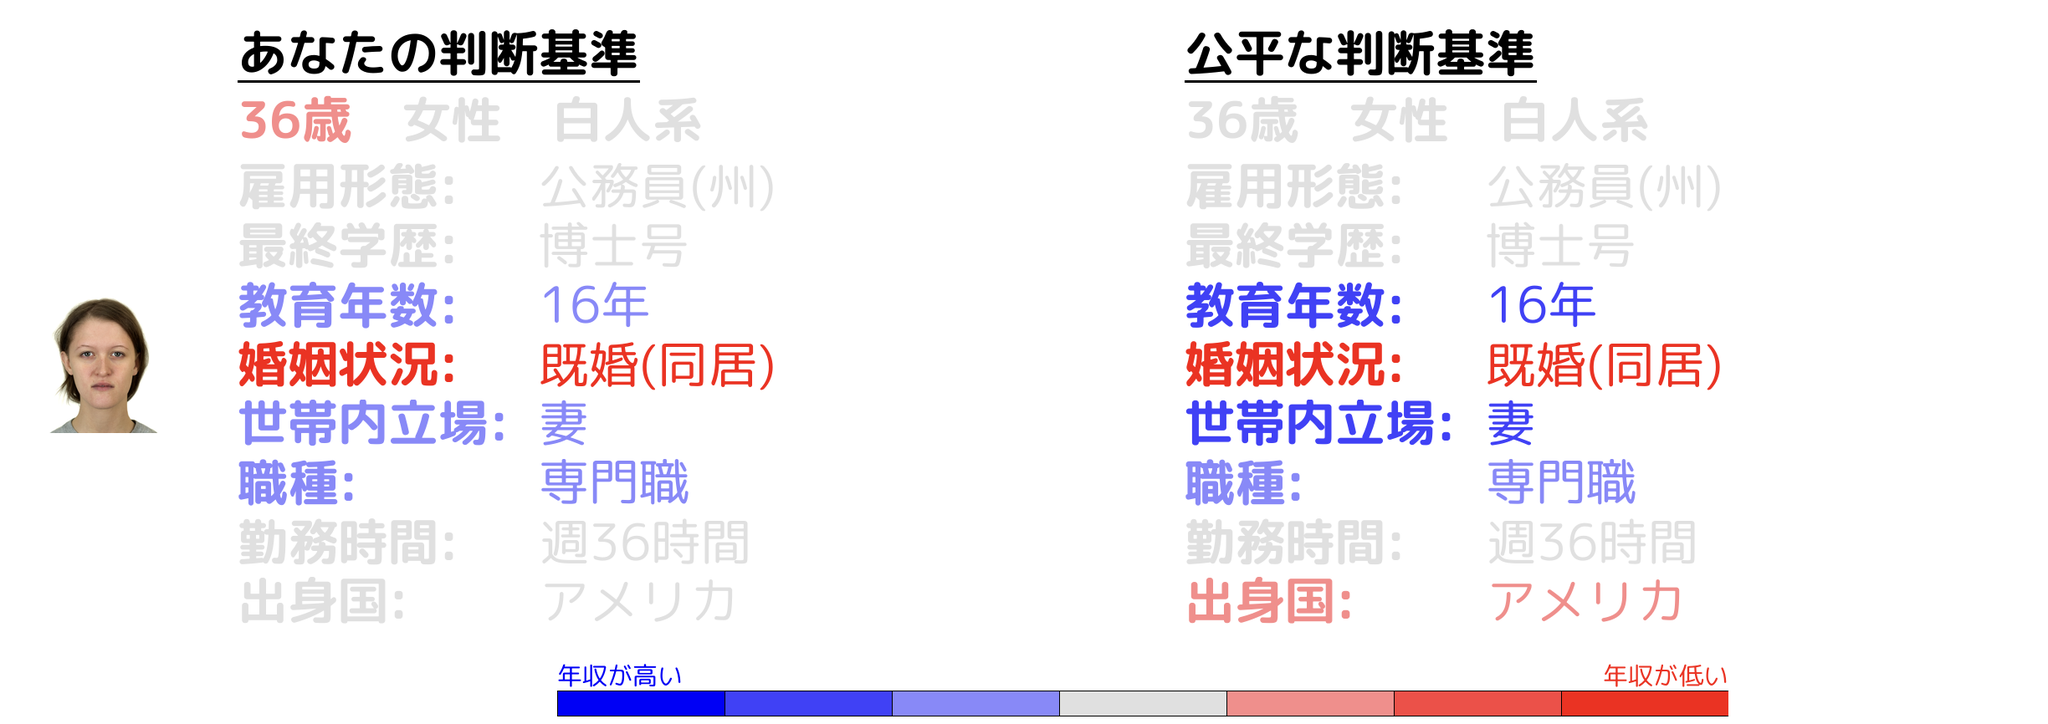 あなたの判断基準
36歳 女性 白人系
雇用形態: 公務員(州)
最終学歴: 博士号
教育年数: 16年
婚姻状況: 既婚(同居)
世帯内立場: 妻
職種: 専門職
勤務時間: 週36時間
出身国: アメリカ
公平な判断基準
36歳 女性 白人系
雇用形態: 公務員(州)
最終学歴: 博士号
教育年数: 16年
婚姻状況: 既婚(同居)
世帯内立場: 妻
職種: 専門職
勤務時間: 週36時間
出身国: アメリカ
年収が高い 年収が低い